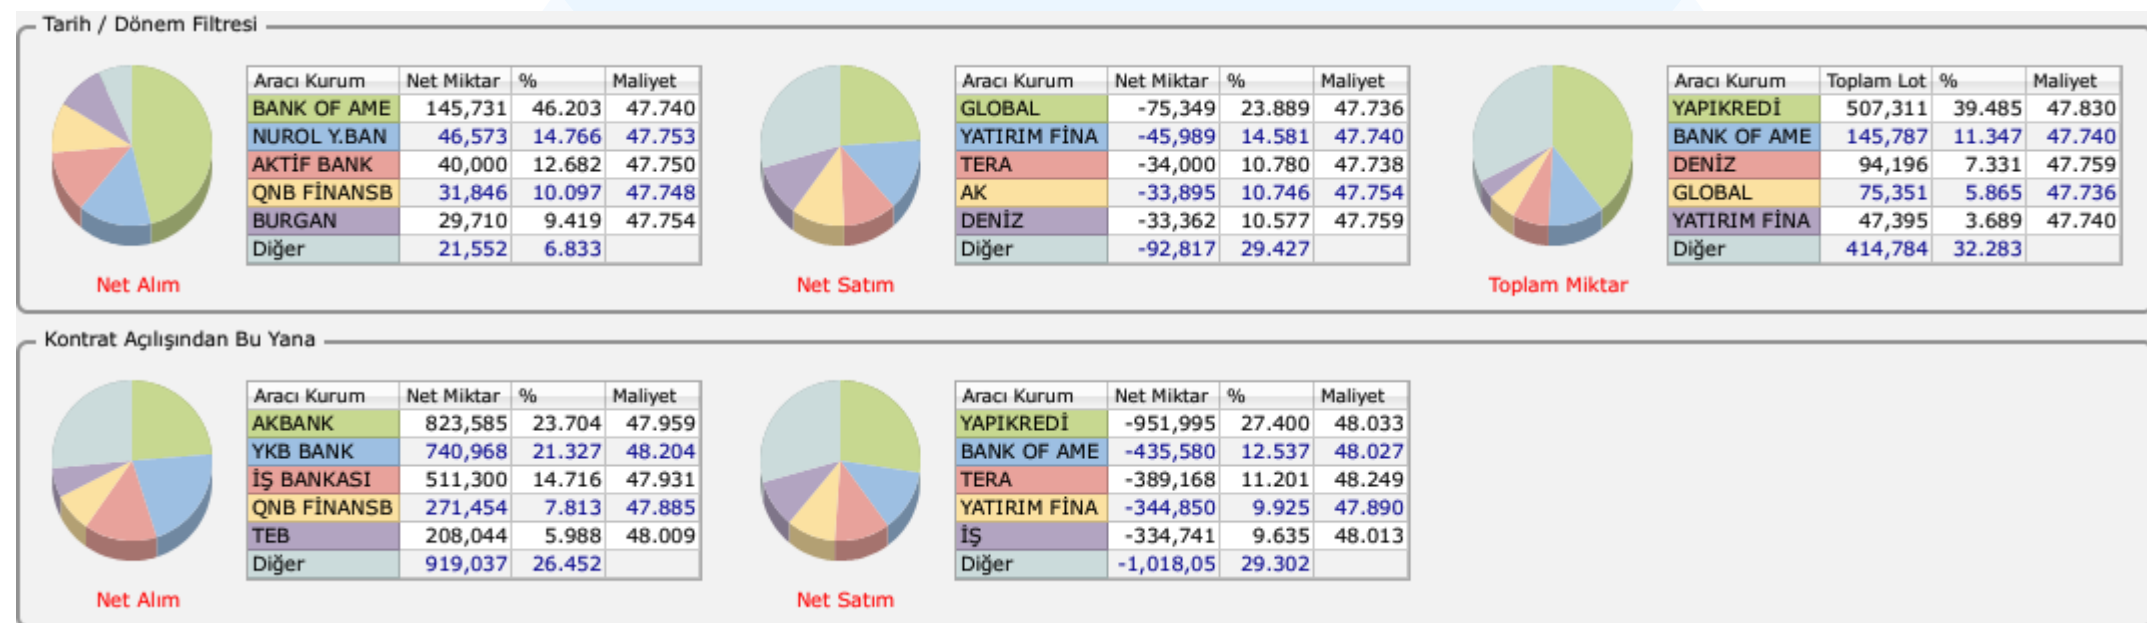 Tarih / Dönem Filtresi
Aracı Kurum Net Miktar % Maliyet
BANK OF AME 145,731 46.203 47.740
NUROL Y.BAN 46,573 14.766 47.753
AKTİF BANK 40,000 12.682 47.750
QNB FİNANSB 31,846 10.097 47.748
BURGAN 29,710 9.419 47.754
Diğer 21,552 6.833
Net Alım
Aracı Kurum Net Miktar % Maliyet
GLOBAL -75,349 23.889 47.736
YATIRIM FİNA -45,989 14.581 47.740
TERA -34,000 10.780 47.738
AK -33,895 10.746 47.754
DENİZ -33,362 10.577 47.759
Diğer -92,817 29.427
Net Satım
Aracı Kurum Toplam Lot % Maliyet
YAPIKREDİ 507,311 39.485 47.830
BANK OF AME 145,787 11.347 47.740
DENİZ 94,196 7.331 47.759
GLOBAL 75,351 5.865 47.736
YATIRIM FİNA 47,395 3.689 47.740
Diğer 414,784 32.283
Toplam Miktar
Kontrat Açılışından Bu Yana
Aracı Kurum Net Miktar % Maliyet
AKBANK 823,585 23.704 47.959
YKB BANK 740,968 21.327 48.204
İŞ BANKASI 511,300 14.716 47.931
QNB FİNANSB 271,454 7.813 47.885
TEB 208,044 5.988 48.009
Diğer 919,037 26.452
Net Alım
Aracı Kurum Net Miktar % Maliyet
YAPIKREDİ -951,995 27.400 48.033
BANK OF AME -435,580 12.537 48.027
TERA -389,168 11.201 48.249
YATIRIM FİNA -344,850 9.925 47.890
İŞ -334,741 9.635 48.013
Diğer -1,018,05 29.302
Net Satım